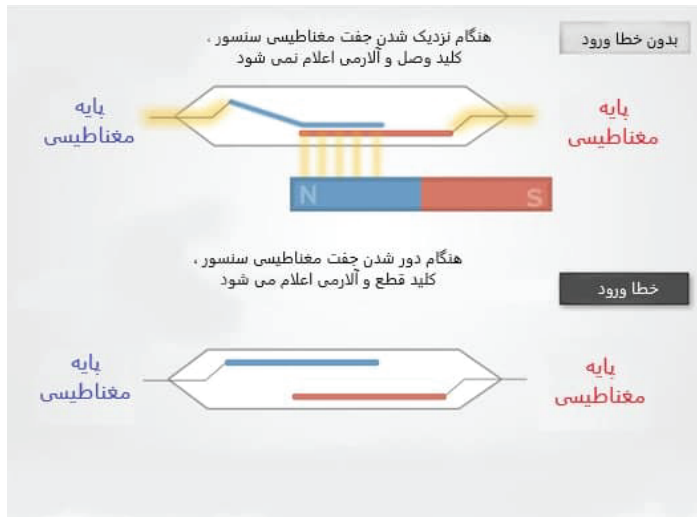 بدون خطا ورود
هنگام نزدیک شدن جفت مغناطیسی سنسور ،
کلید وصل و آلارمی اعلام نمی شود
پایه
مغناطیسی
پایه
مغناطیسی
N
S
هنگام دور شدن جفت مغناطیسی سنسور ،
کلید قطع و آلارمی اعلام می شود
خطا ورود
پایه
مغناطیسی
پایه
مغناطیسی